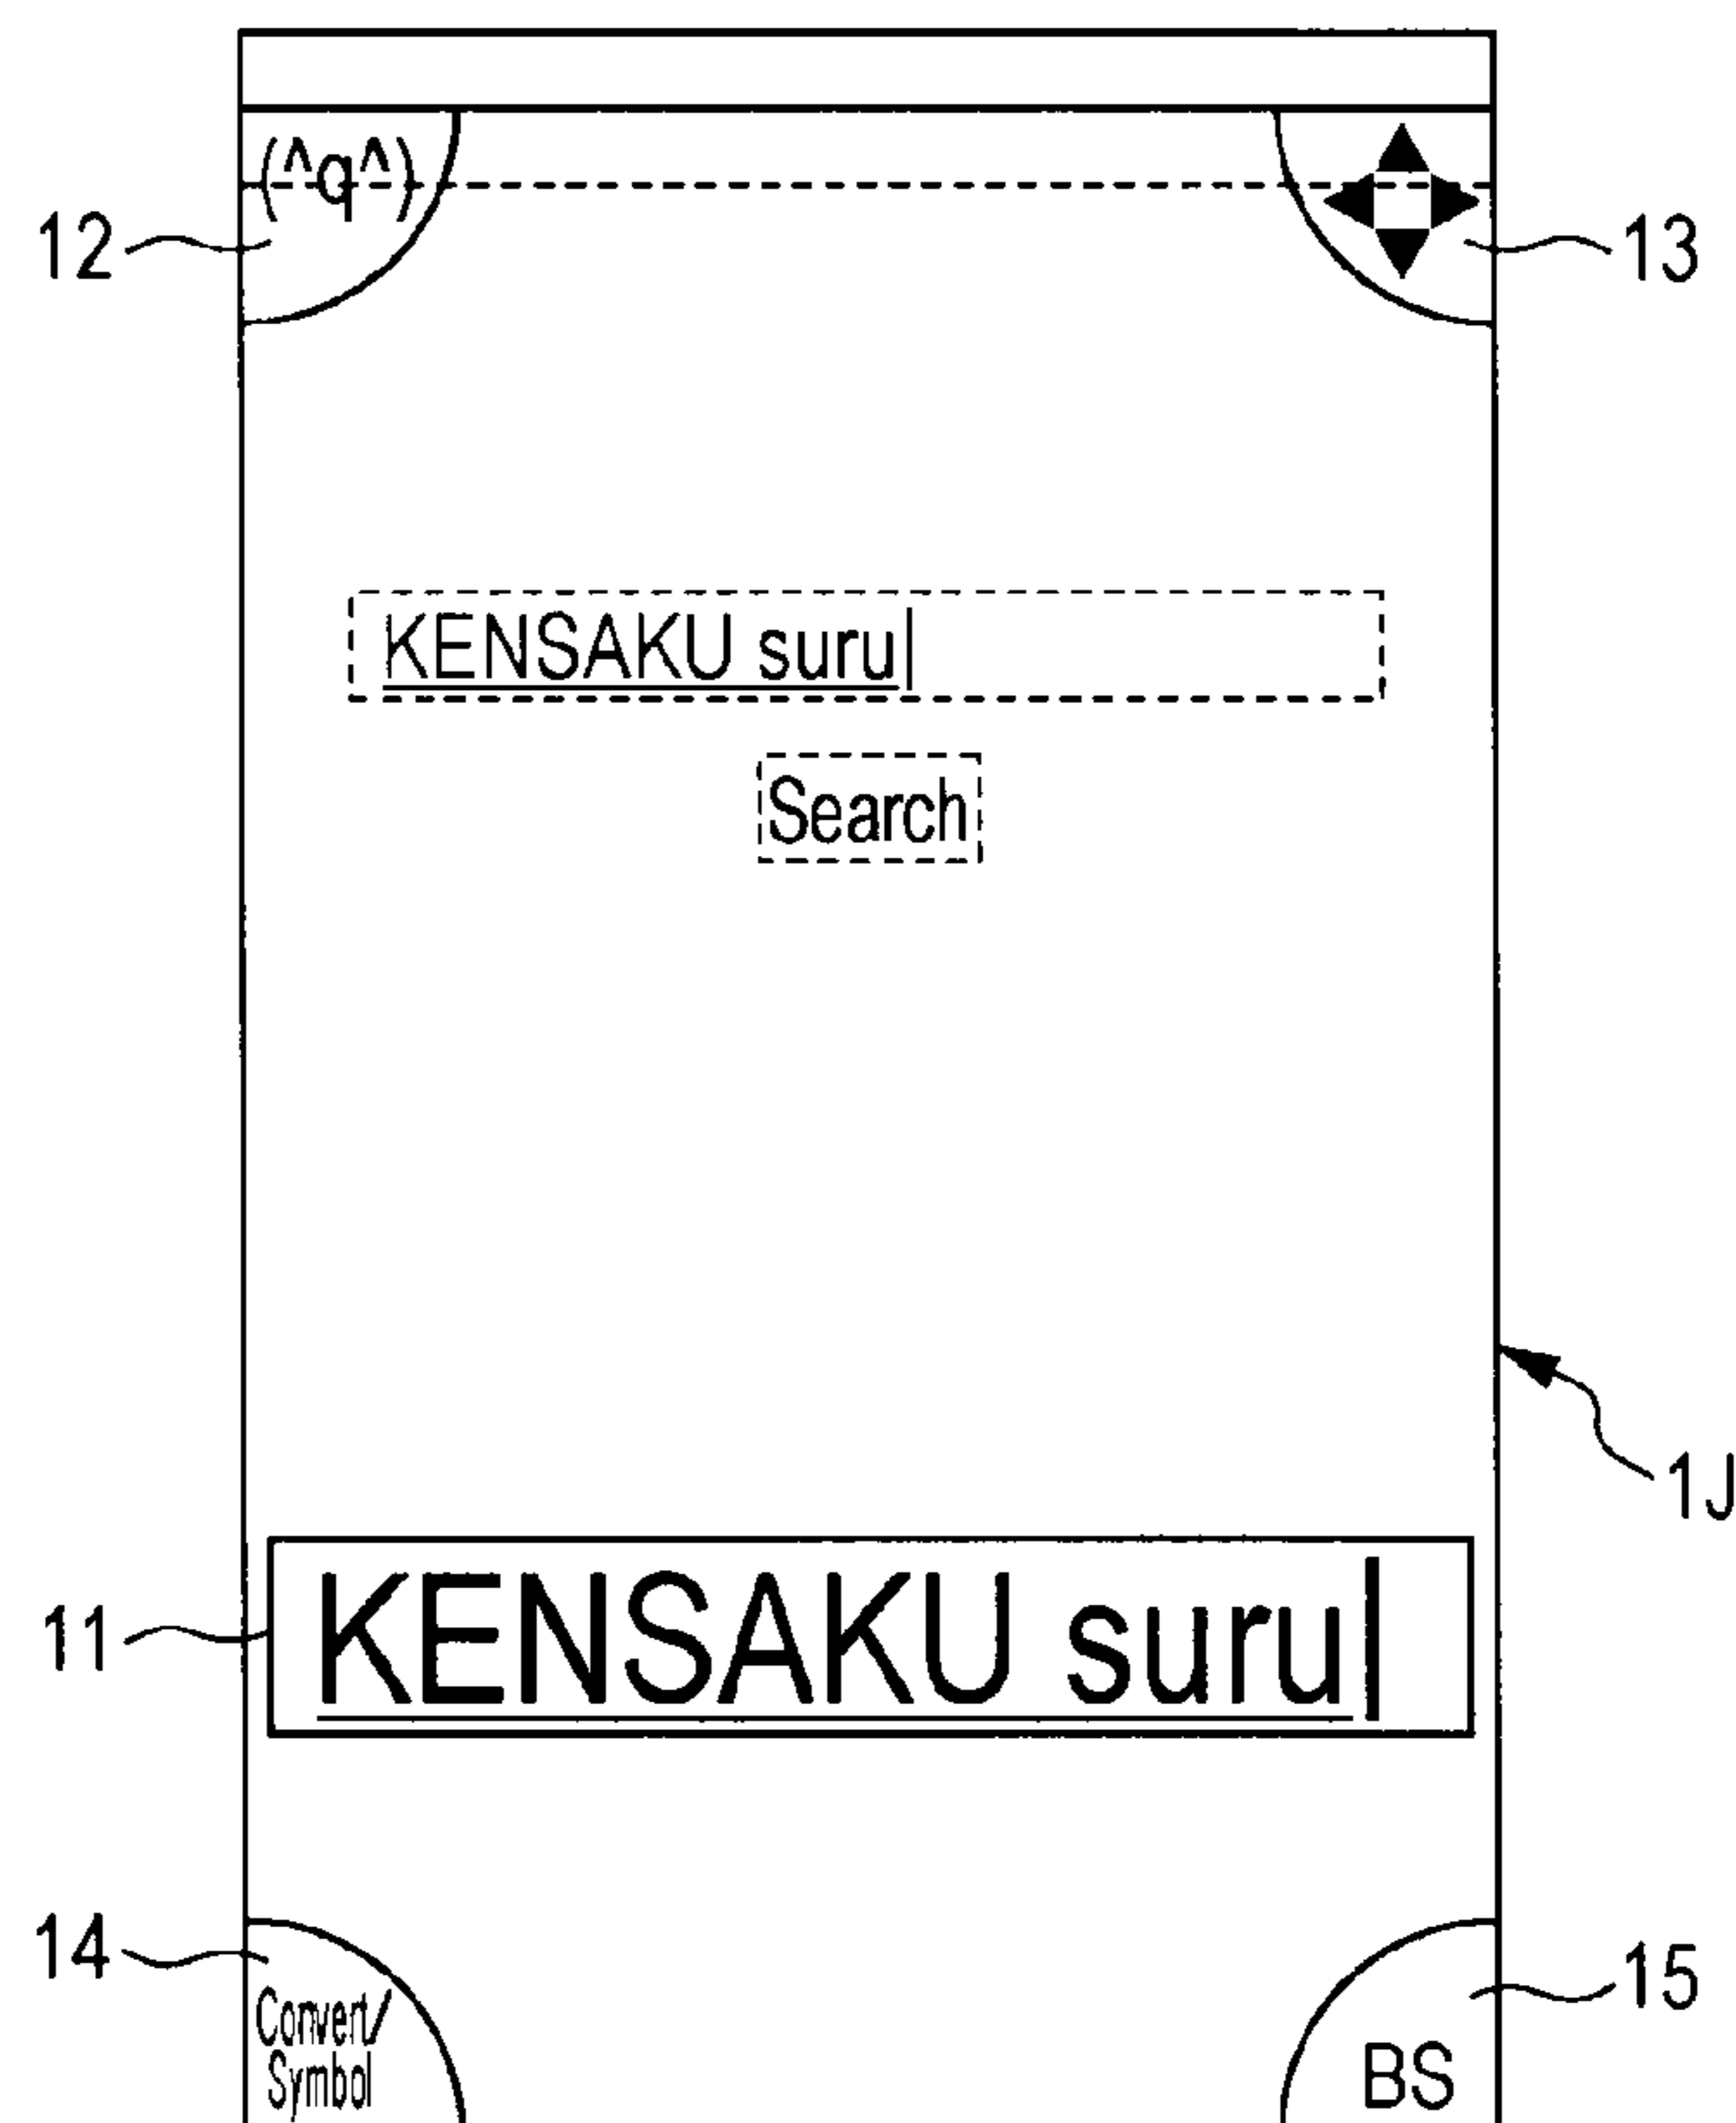 (^q^)
12
13
KENSAKU suru
Search
1J
11
KENSAKU suru
14
15
Convert/
Symbol
BS